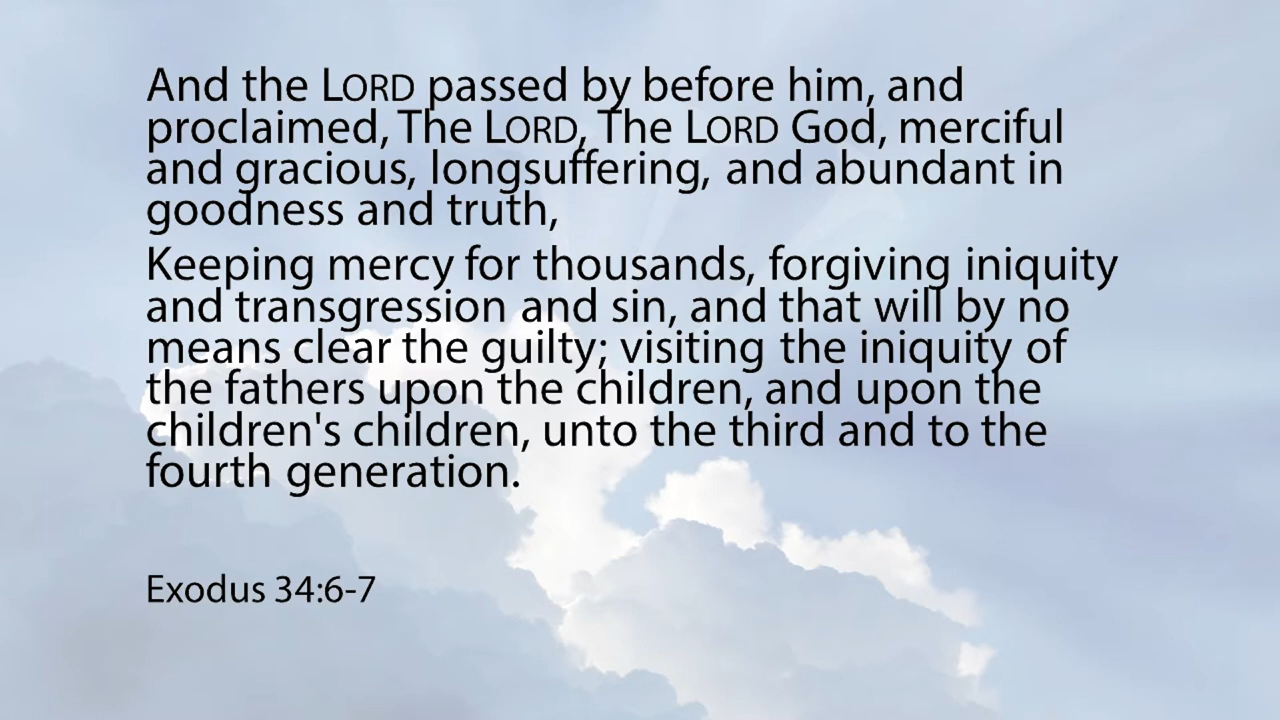 And the LORD passed by before him, and
proclaimed, The LORD, The LORD God, merciful
and gracious, longsuffering, and abundant in
goodness and truth,
Keeping mercy for thousands, forgiving iniquity
and transgression and sin, and that will by no
means clear the guilty; visiting the iniquity of
the fathers upon the children, and upon the
children's children, unto the third and to the
fourth generation.
Exodus 34:6-7